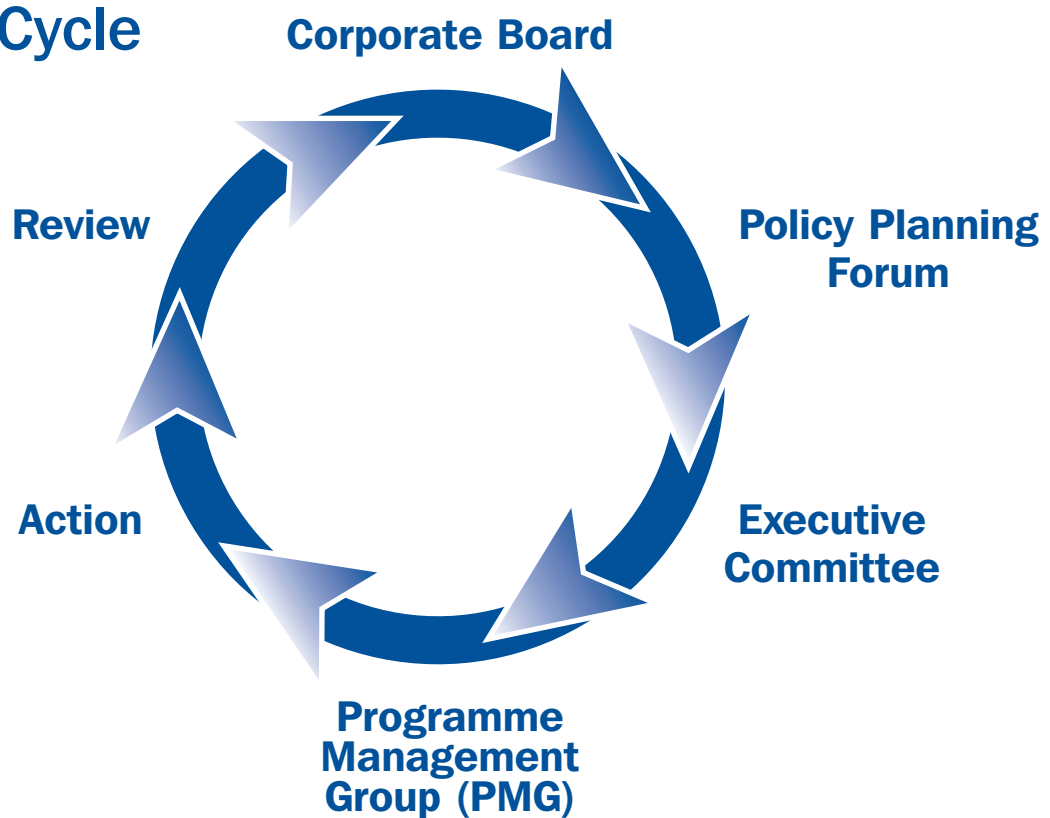 Cycle
Corporate Board
Policy Planning
Forum
Executive
Committee
Programme
Management
Group (PMG)
Action
Review